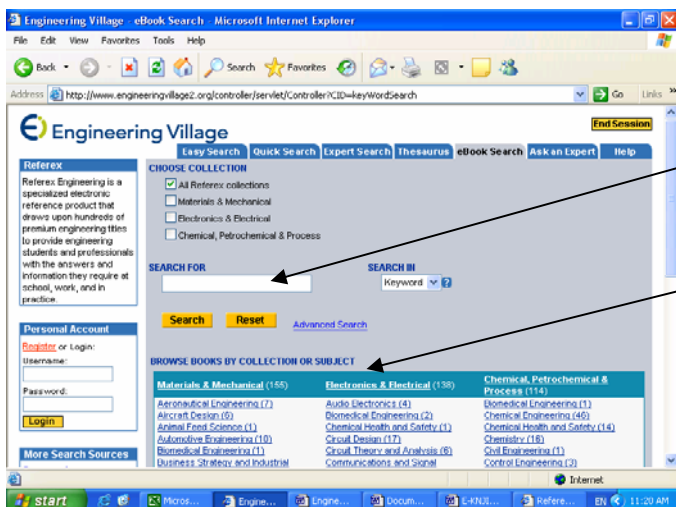 Engineering Village - eBook Search - Microsoft Internet Explorer
File Edit View Favorites Tools Help
Back Search Favorites
Address http://www.engineeringvillage2.org/controller/servlet/Controller?CID=keyWordSearch Go Links
Engineering Village
End Session
Easy Search Quick Search Expert Search Thesaurus eBook Search Ask an Expert Help
Referex
Referex Engineering is a
specialized electronic
reference product that
draws upon hundreds of
premium engineering titles
to provide engineering
students and professionals
with the answers and
information they require at
school, work, and in
practice.
Personal Account
Register or Login:
Username:
Password:
Login
More Search Sources
CHOOSE COLLECTION
All Referex collections
Materials & Mechanical
Electronics & Electrical
Chemical, Petrochemical & Process
SEARCH FOR
SEARCH IN
Keyword
Search Reset Advanced Search
BROWSE BOOKS BY COLLECTION OR SUBJECT
Materials & Mechanical (155)
Aeronautical Engineering (7)
Aircraft Design (6)
Animal Feed Science (1)
Automotive Engineering (10)
Biomedical Engineering (1)
Business Strategy and Industrial
Electronics & Electrical (138)
Audio Electronics (4)
Biomedical Engineering (2)
Chemical Health and Safety (1)
Circuit Design (17)
Circuit Theory and Analysis (6)
Communications and Signal
Chemical, Petrochemical &
Process (114)
Biomedical Engineering (1)
Chemical Engineering (46)
Chemical Health and Safety (14)
Chemistry (16)
Civil Engineering (1)
Control Engineering (3)
Internet
start Micros... Engine... Engine... Docum... E-KNJI... Refere... EN 11:20 AM